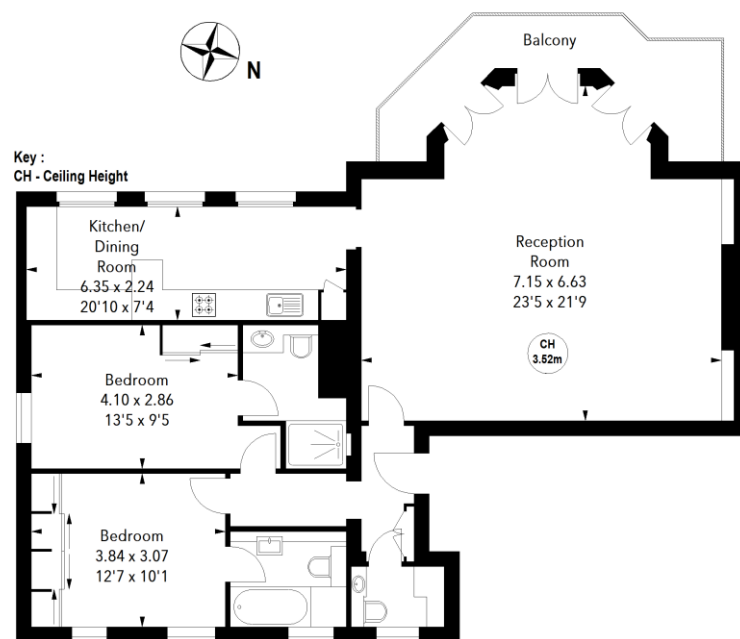 Balcony
N
Key :
CH - Ceiling Height
Kitchen/
Dining
Room
6.35 x 2.24
20'10 x 7'4
Reception
Room
7.15 x 6.63
23'5 x 21'9
CH
3.52m
Bedroom
4.10 x 2.86
13'5 x 9'5
Bedroom
3.84 x 3.07
12'7 x 10'1